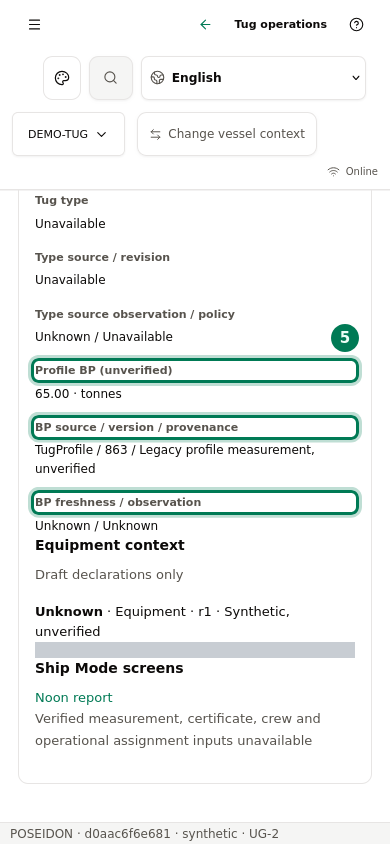 Tug operations
English
DEMO-TUG
Change vessel context
Online
Tug type
Unavailable
Type source / revision
Unavailable
Type source observation / policy
Unknown / Unavailable
5
Profile BP (unverified)
65.00 · tonnes
BP source / version / provenance
TugProfile / 863 / Legacy profile measurement,
unverified
BP freshness / observation
Unknown / Unknown
Equipment context
Draft declarations only
Unknown · Equipment · r1 · Synthetic,
unverified
Ship Mode screens
Noon report
Verified measurement, certificate, crew and
operational assignment inputs unavailable
POSEIDON · d0aac6f6e681 · synthetic · UG-2